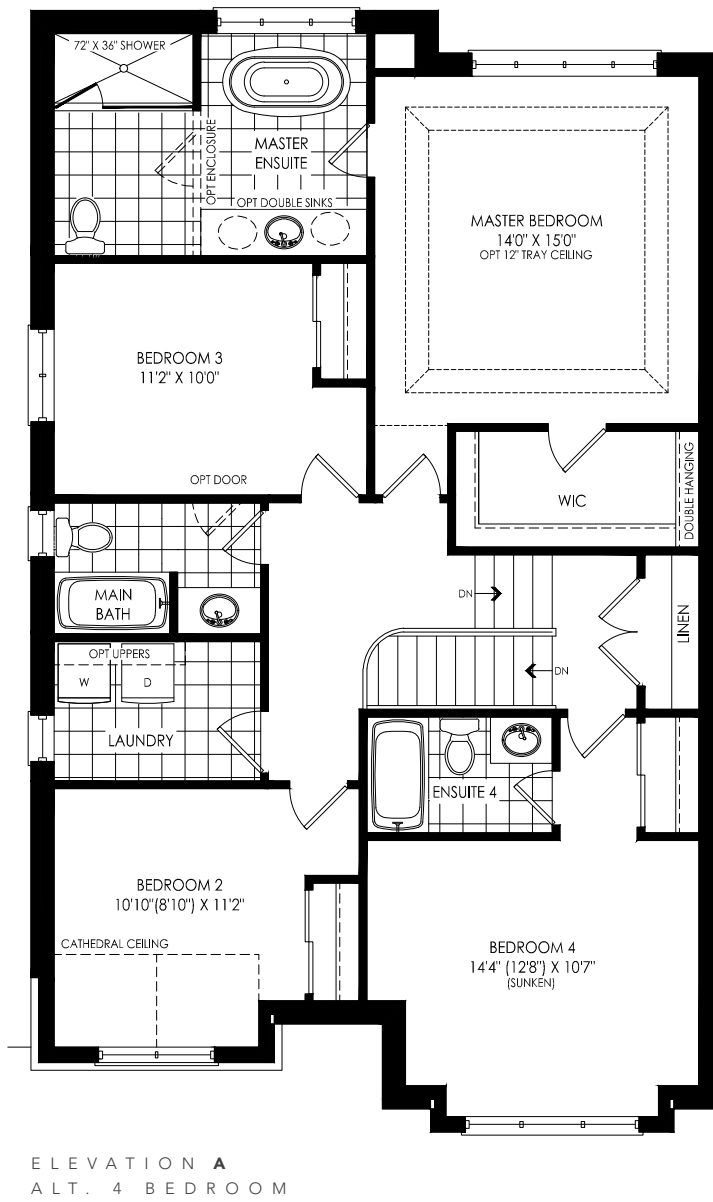 72" X 36" SHOWER
OPT ENCLOSURE
MASTER
ENSUITE
OPT DOUBLE SINKS
MASTER BEDROOM
14'0" X 15'0"
OPT 12" TRAY CEILING
BEDROOM 3
11'2" X 10'0"
OPT DOOR
WIC
DOUBLE HANGING
MAIN
BATH
DN
LINEN
OPT UPPERS
W
D
DN
LAUNDRY
ENSUITE 4
BEDROOM 2
10'10"(8'10") X 11'2"
CATHEDRAL CEILING
BEDROOM 4
14'4" (12'8") X 10'7"
(SUNKEN)
ELEVATION A
ALT. 4 BEDROOM